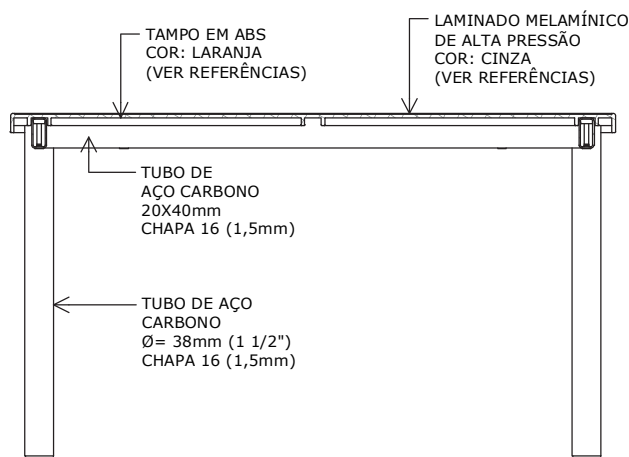 TAMPO EM ABS
COR: LARANJA
(VER REFERÊNCIAS)
LAMINADO MELAMÍNICO
DE ALTA PRESSÃO
COR: CINZA
(VER REFERÊNCIAS)
TUBO DE
AÇO CARBONO
20X40mm
CHAPA 16 (1,5mm)
TUBO DE AÇO
CARBONO
Ø= 38mm (1 1/2")
CHAPA 16 (1,5mm)